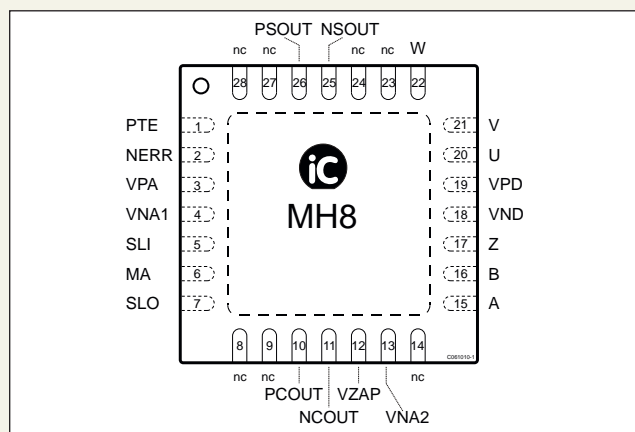 PSOUT NSOUT
nc nc nc nc W
28 27 26 25 24 23 22
PTE 1 21 V
NERR 2 20 U
VPA 3 19 VPD
VNA1 4 18 VND
SLI 5 17 Z
MA 6 16 B
SLO 7 15 A
iC
MH8
8 9 10 11 12 13 14
C061010-1
nc nc PCOUT VZAP nc
NCOUT VNA2